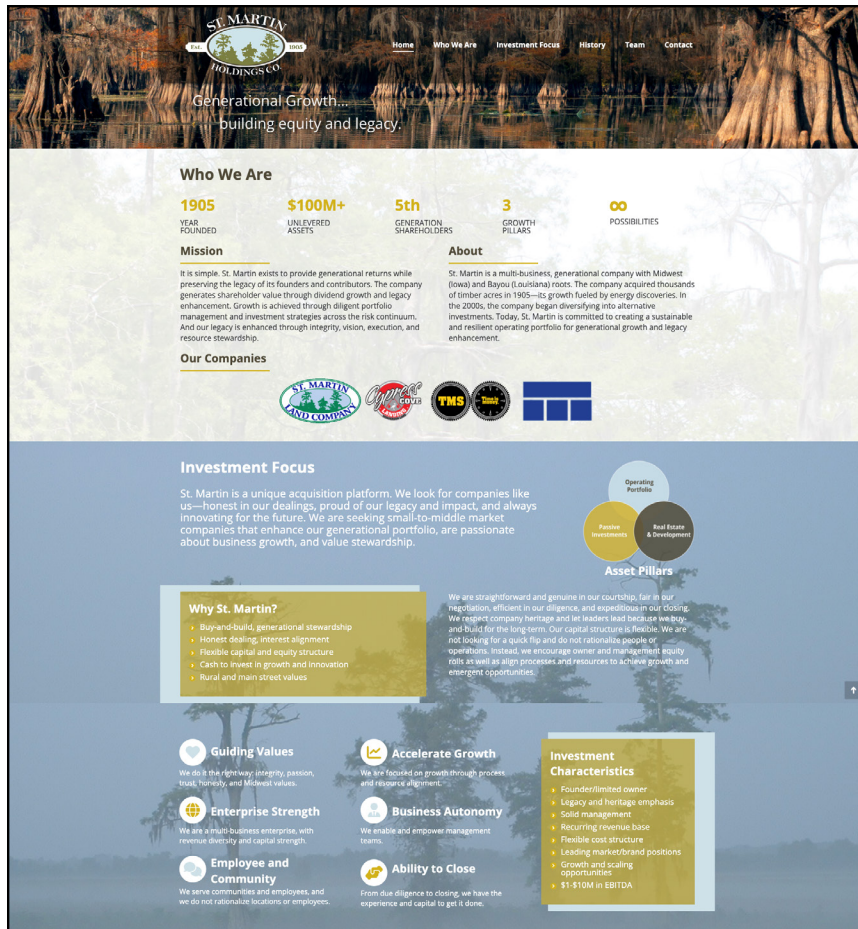 ST. MARTIN
Est. 1905
HOLDINGS CO.
Home Who We Are Investment Focus History Team Contact
Generational Growth...
building equity and legacy.
Who We Are
1905 $100M+ 5th 3 ∞
YEAR UNLEVERED GENERATION GROWTH POSSIBILITIES
FOUNDED ASSETS SHAREHOLDERS PILLARS
Mission
It is simple. St. Martin exists to provide generational returns while
preserving the legacy of its founders and contributors. The company
generates shareholder value through dividend growth and legacy
enhancement. Growth is achieved through diligent portfolio
management and investment strategies across the risk continuum.
And our legacy is enhanced through integrity, vision, execution, and
resource stewardship.
About
St. Martin is a multi-business, generational company with Midwest
(Iowa) and Bayou (Louisiana) roots. The company acquired thousands
of timber acres in 1905—its growth fueled by energy discoveries. In
the 2000s, the company began diversifying into alternative
investments. Today, St. Martin is committed to creating a sustainable
and resilient operating portfolio for generational growth and legacy
enhancement.
Our Companies
ST. MARTIN
LAND COMPANY
Cypress
COVE
LANDING
TMS
Time is
Money
Investment Focus
St. Martin is a unique acquisition platform. We look for companies like
us—honest in our dealings, proud of our legacy and impact, and always
innovating for the future. We are seeking small-to-middle market
companies that enhance our generational portfolio, are passionate
about business growth, and value stewardship.
Operating
Portfolio
Passive
Investments
Real Estate
& Development
Asset Pillars
Why St. Martin?
Buy-and-build, generational stewardship
Honest dealing, interest alignment
Flexible capital and equity structure
Cash to invest in growth and innovation
Rural and main street values
We are straightforward and genuine in our courtship, fair in our
negotiation, efficient in our diligence, and expeditious in our closing.
We respect company heritage and let leaders lead because we buy-
and-build for the long-term. Our capital structure is flexible. We are
not looking for a quick flip and do not rationalize people or
operations. Instead, we encourage owner and management equity
rolls as well as align processes and resources to achieve growth and
emergent opportunities.
Guiding Values
We do it the right way: integrity, passion,
trust, honesty, and Midwest values.
Accelerate Growth
We are focused on growth through process
and resource alignment.
Enterprise Strength
We are a multi-business enterprise, with
revenue diversity and capital strength.
Business Autonomy
We enable and empower management
teams.
Employee and
Community
We serve communities and employees, and
we do not rationalize locations or employees.
Ability to Close
From due diligence to closing, we have the
experience and capital to get it done.
Investment
Characteristics
Founder/limited owner
Legacy and heritage emphasis
Solid management
Recurring revenue base
Flexible cost structure
Leading market/brand positions
Growth and scaling
opportunities
$1-$10M in EBITDA